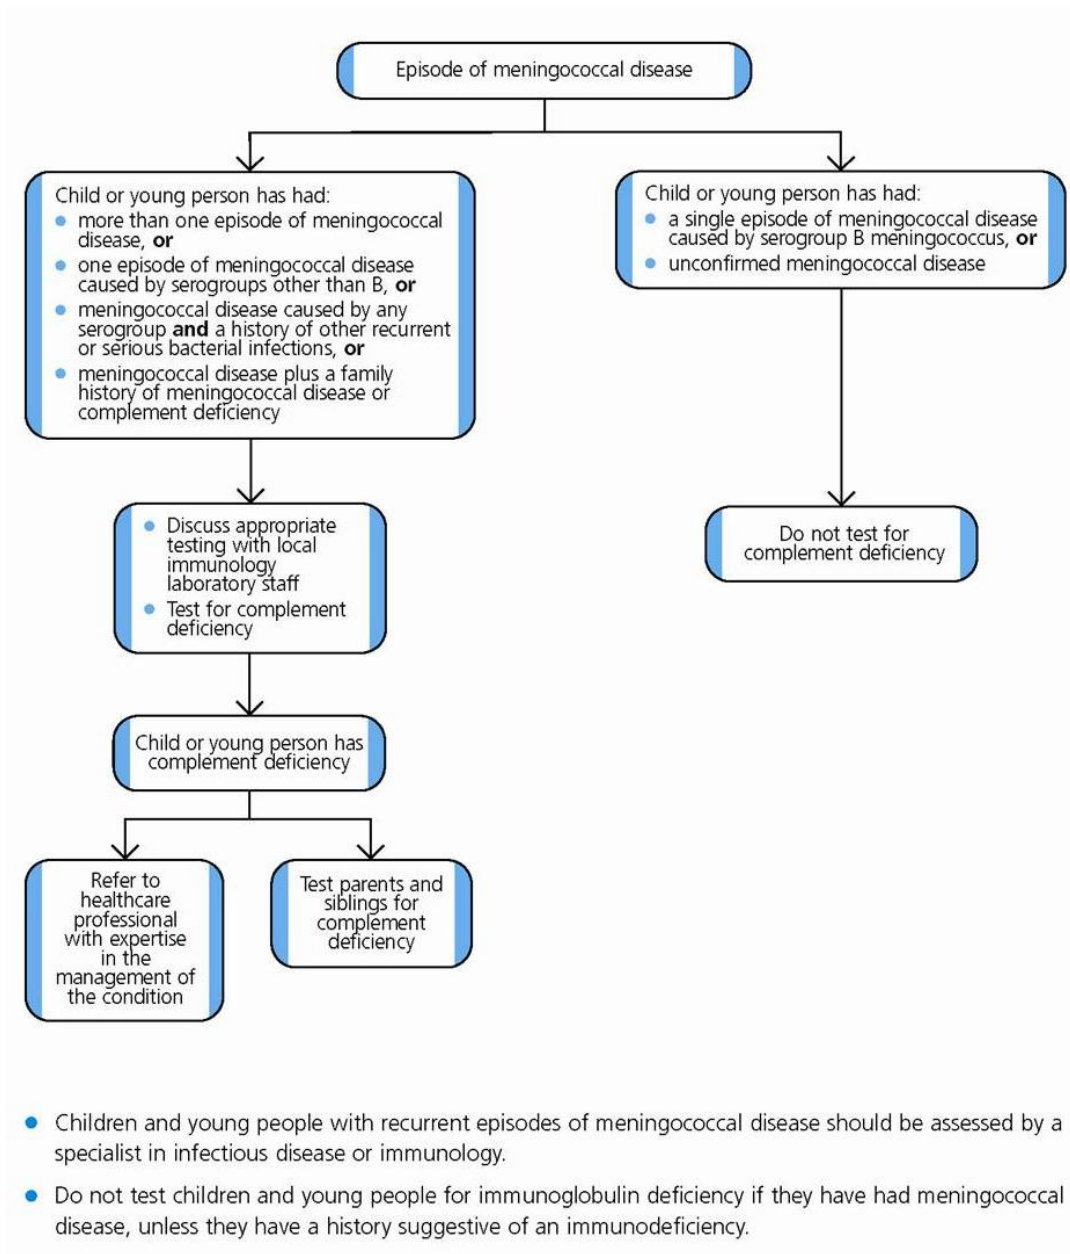 Episode of meningococcal disease
Child or young person has had:
more than one episode of meningococcal
disease, or
one episode of meningococcal disease
caused by serogroups other than B, or
meningococcal disease caused by any
serogroup and a history of other recurrent
or serious bacterial infections, or
meningococcal disease plus a family
history of meningococcal disease or
complement deficiency
Child or young person has had:
a single episode of meningococcal disease
caused by serogroup B meningococcus, or
unconfirmed meningococcal disease
Discuss appropriate
testing with local
immunology
laboratory staff
Test for complement
deficiency
Do not test for
complement deficiency
Child or young person has
complement deficiency
Refer to
healthcare
professional
with expertise
in the
management of
the condition
Test parents and
siblings for
complement
deficiency
Children and young people with recurrent episodes of meningococcal disease should be assessed by a
specialist in infectious disease or immunology.
Do not test children and young people for immunoglobulin deficiency if they have had meningococcal
disease, unless they have a history suggestive of an immunodeficiency.